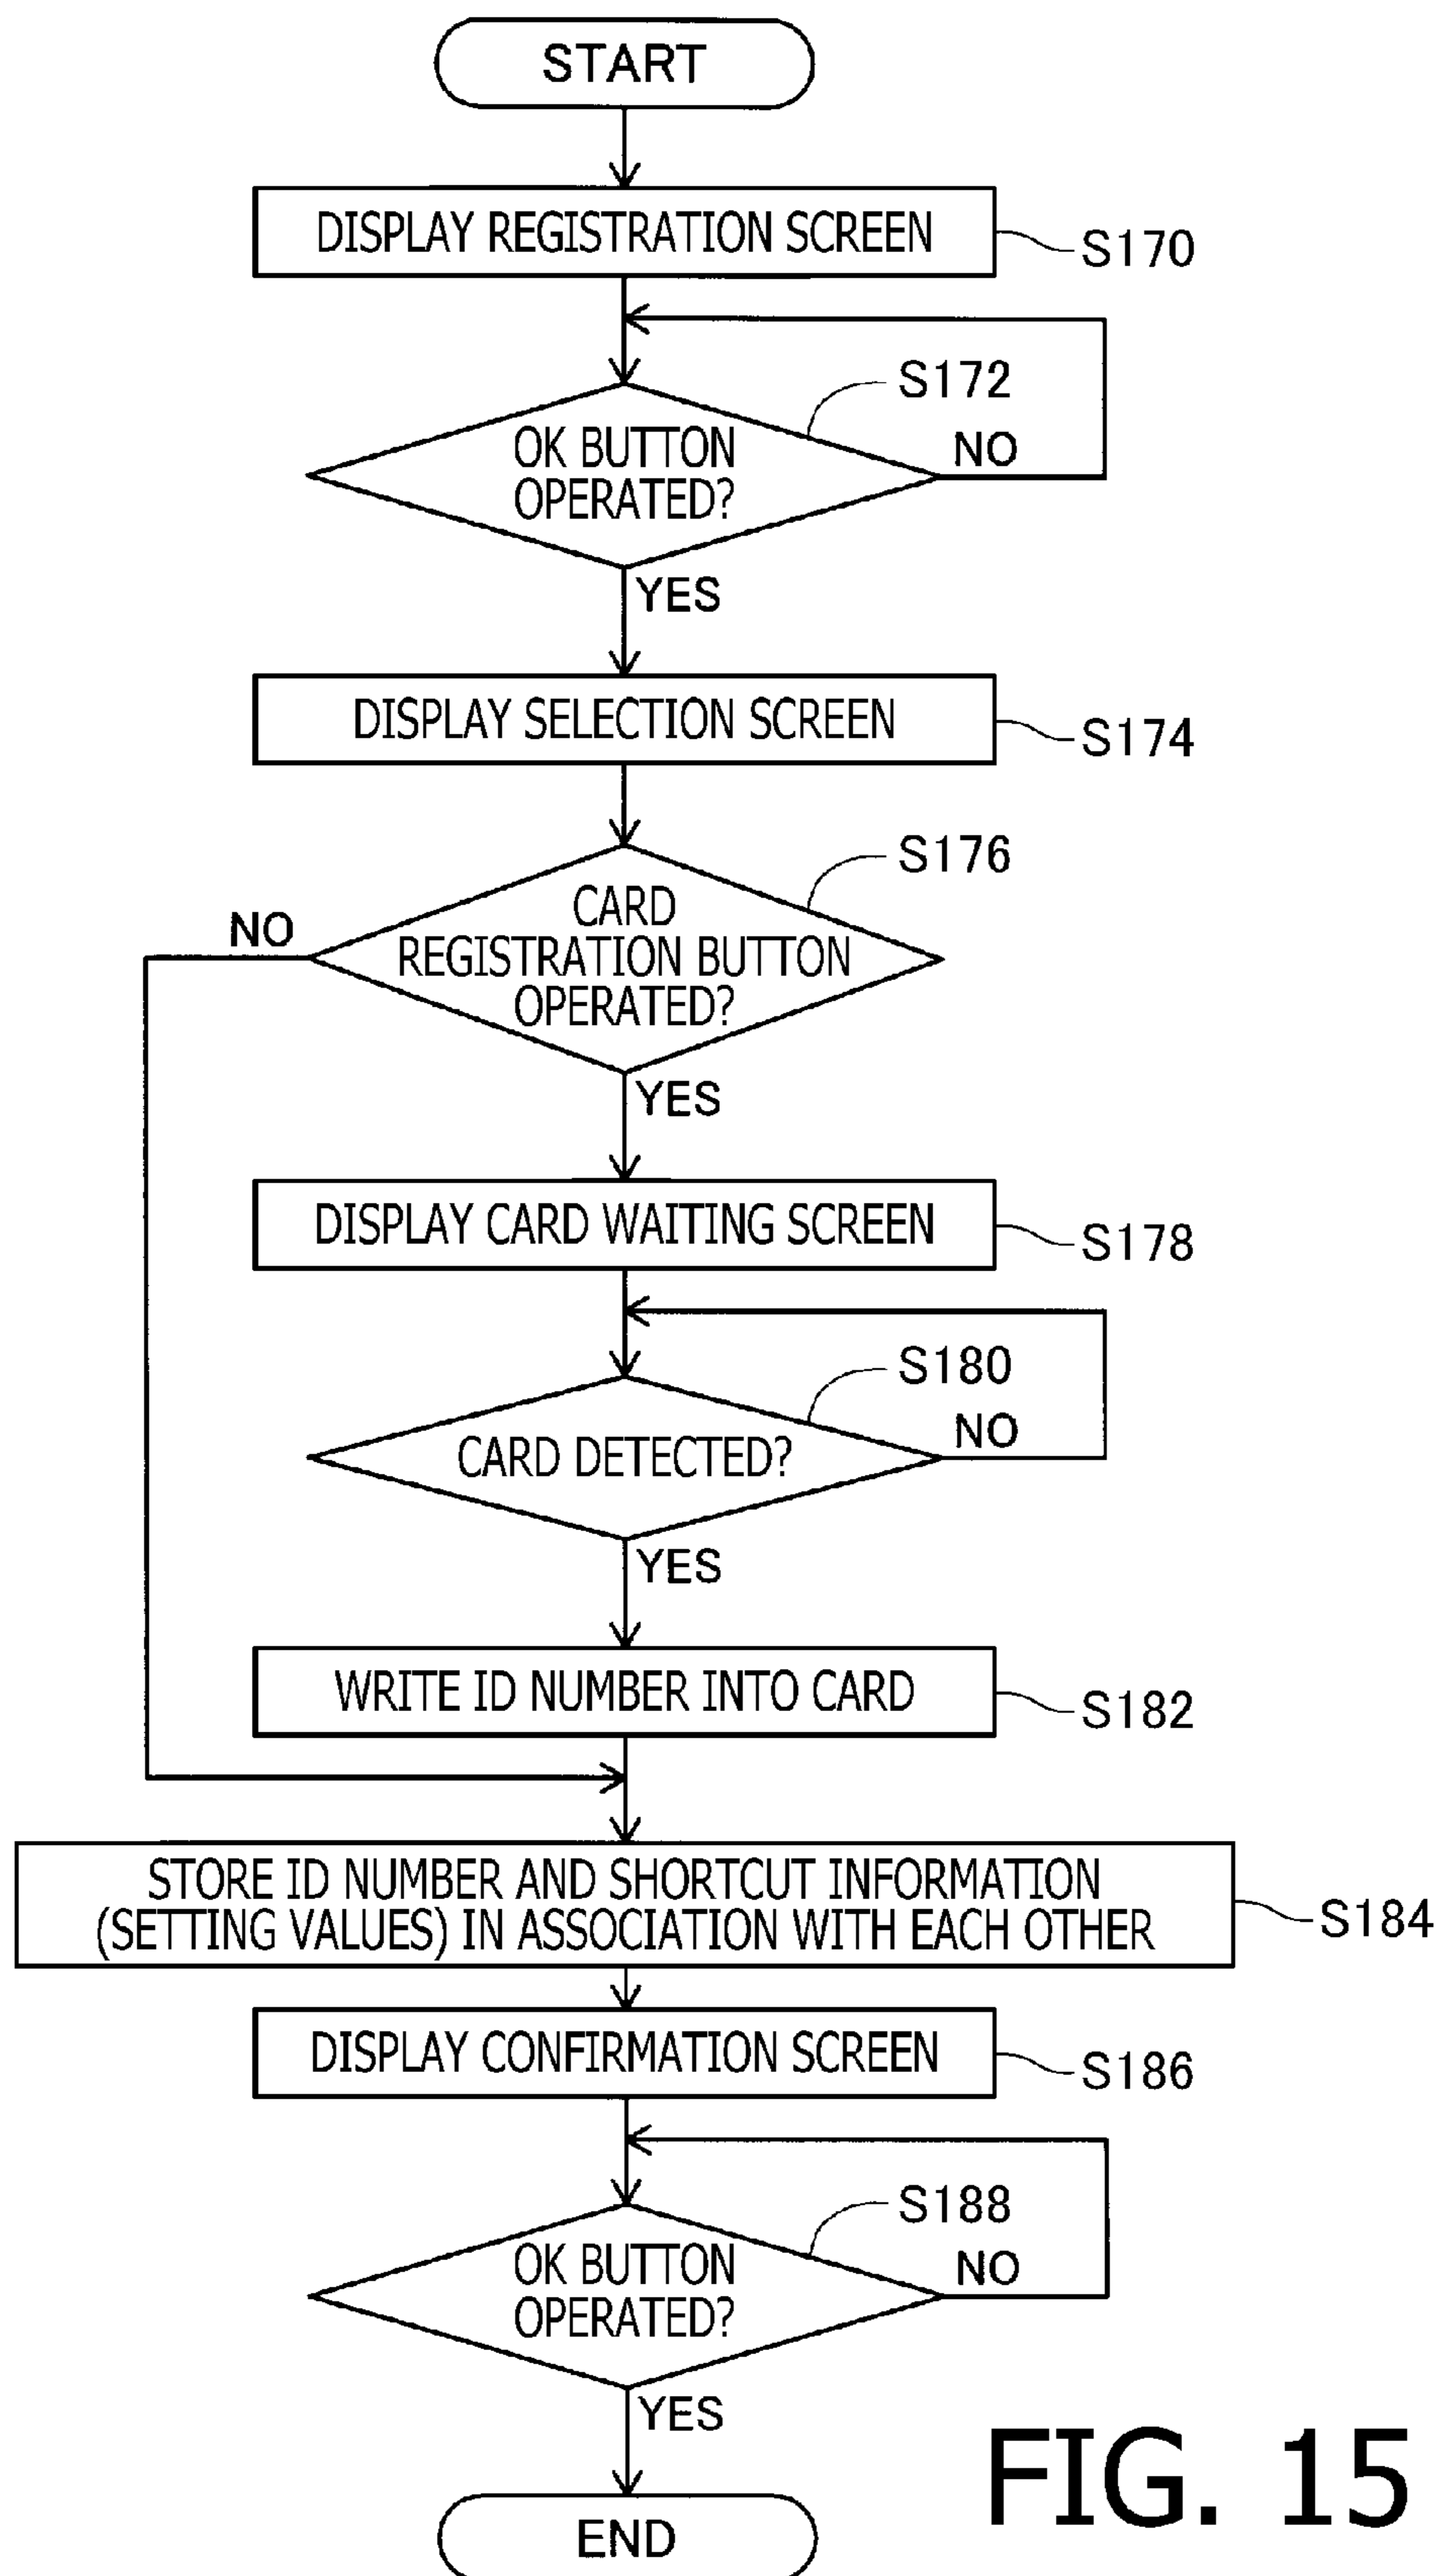 START
DISPLAY REGISTRATION SCREEN
S170
S172
OK BUTTON
OPERATED?
NO
YES
DISPLAY SELECTION SCREEN
S174
S176
CARD
REGISTRATION BUTTON
OPERATED?
NO
YES
DISPLAY CARD WAITING SCREEN
S178
S180
CARD DETECTED?
NO
YES
WRITE ID NUMBER INTO CARD
S182
STORE ID NUMBER AND SHORTCUT INFORMATION
(SETTING VALUES) IN ASSOCIATION WITH EACH OTHER
S184
DISPLAY CONFIRMATION SCREEN
S186
S188
OK BUTTON
OPERATED?
NO
YES
END
FIG. 15